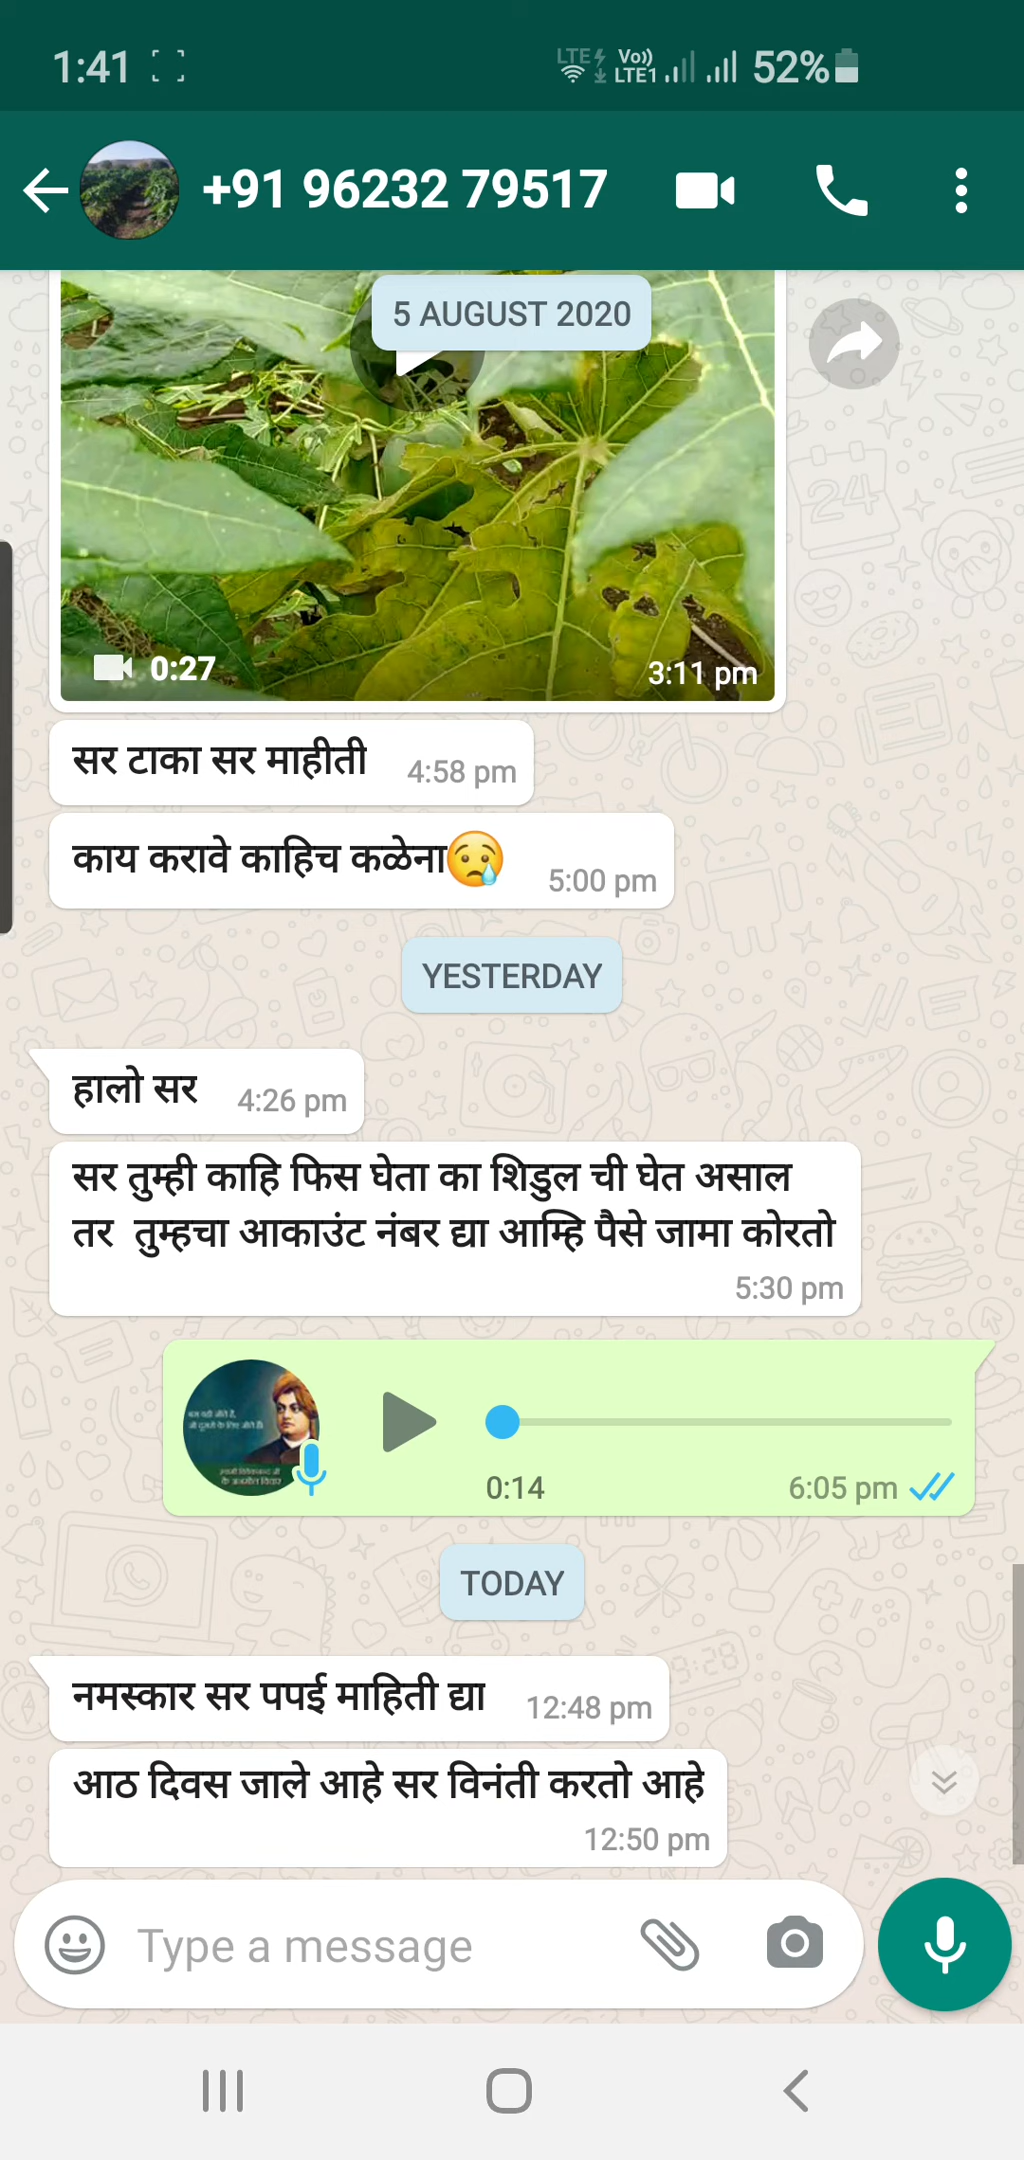 1:41
LTE Vo)) LTE1 52%
+91 96232 79517
5 AUGUST 2020
0:27 3:11 pm
सर टाका सर माहीती 4:58 pm
काय करावे काहिच कळेना😢 5:00 pm
YESTERDAY
हालो सर 4:26 pm
सर तुम्ही काहि फिस घेता का शिडुल ची घेत असाल
तर तुम्हचा आकाउंट नंबर द्या आम्हि पैसे जामा कोरतो
5:30 pm
0:14 6:05 pm
TODAY
नमस्कार सर पपई माहिती द्या 12:48 pm
आठ दिवस जाले आहे सर विनंती करतो आहे
12:50 pm
Type a message